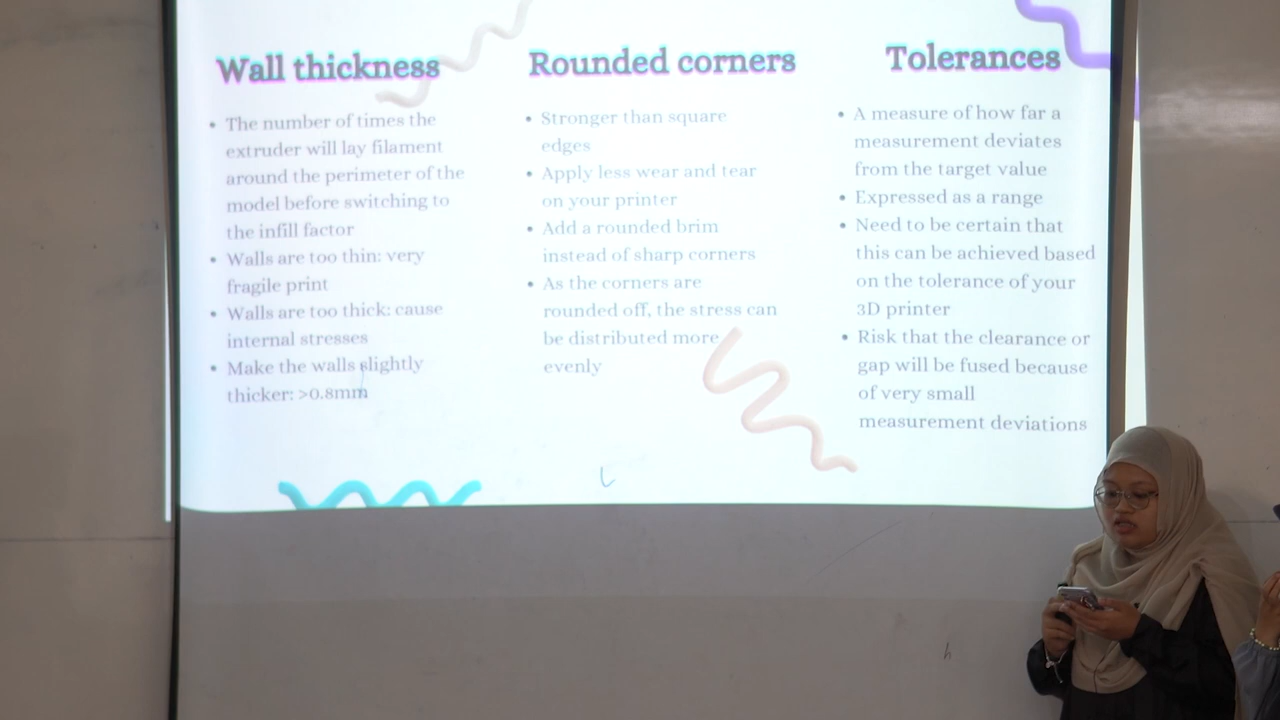 Wall thickness
• The number of times the
extruder will lay filament
around the perimeter of the
model before switching to
the infill factor
• Walls are too thin: very
fragile print
• Walls are too thick: cause
internal stresses
• Make the walls slightly
thicker: >0.8mm
Rounded corners
• Stronger than square
edges
• Apply less wear and tear
on your printer
• Add a rounded brim
instead of sharp corners
• As the corners are
rounded off, the stress can
be distributed more
evenly
Tolerances
• A measure of how far a
measurement deviates
from the target value
• Expressed as a range
• Need to be certain that
this can be achieved based
on the tolerance of your
3D printer
• Risk that the clearance or
gap will be fused because
of very small
measurement deviations